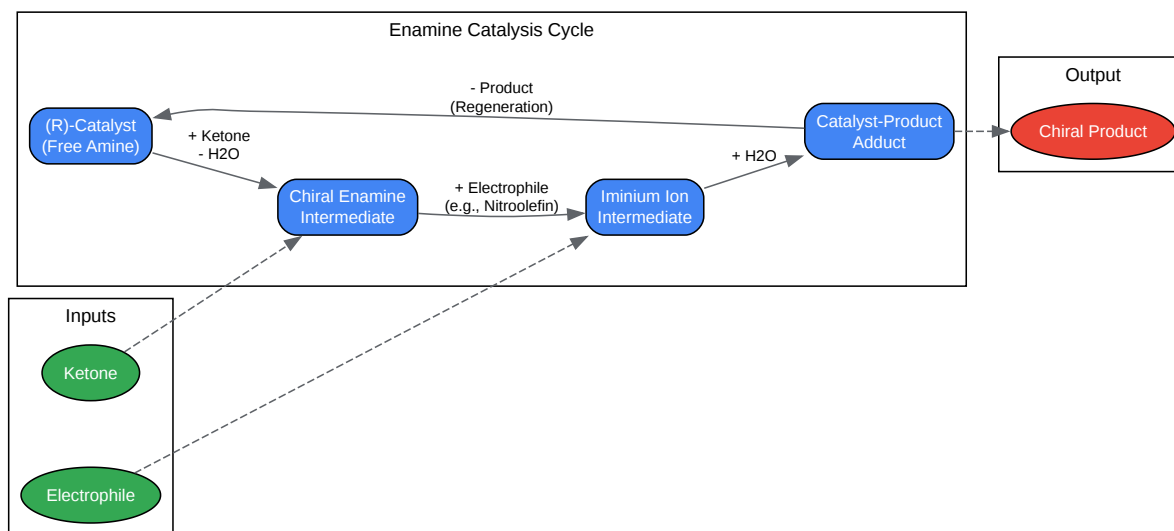 Enamine Catalysis Cycle
Output
- Product
(Regeneration)
(R)-Catalyst
(Free Amine)
+ Ketone
- H2O
Catalyst-Product
Adduct
Chiral Product
+ H2O
Chiral Enamine
Intermediate
+ Electrophile
(e.g., Nitroolefin)
Iminium Ion
Intermediate
Inputs
Ketone
Electrophile